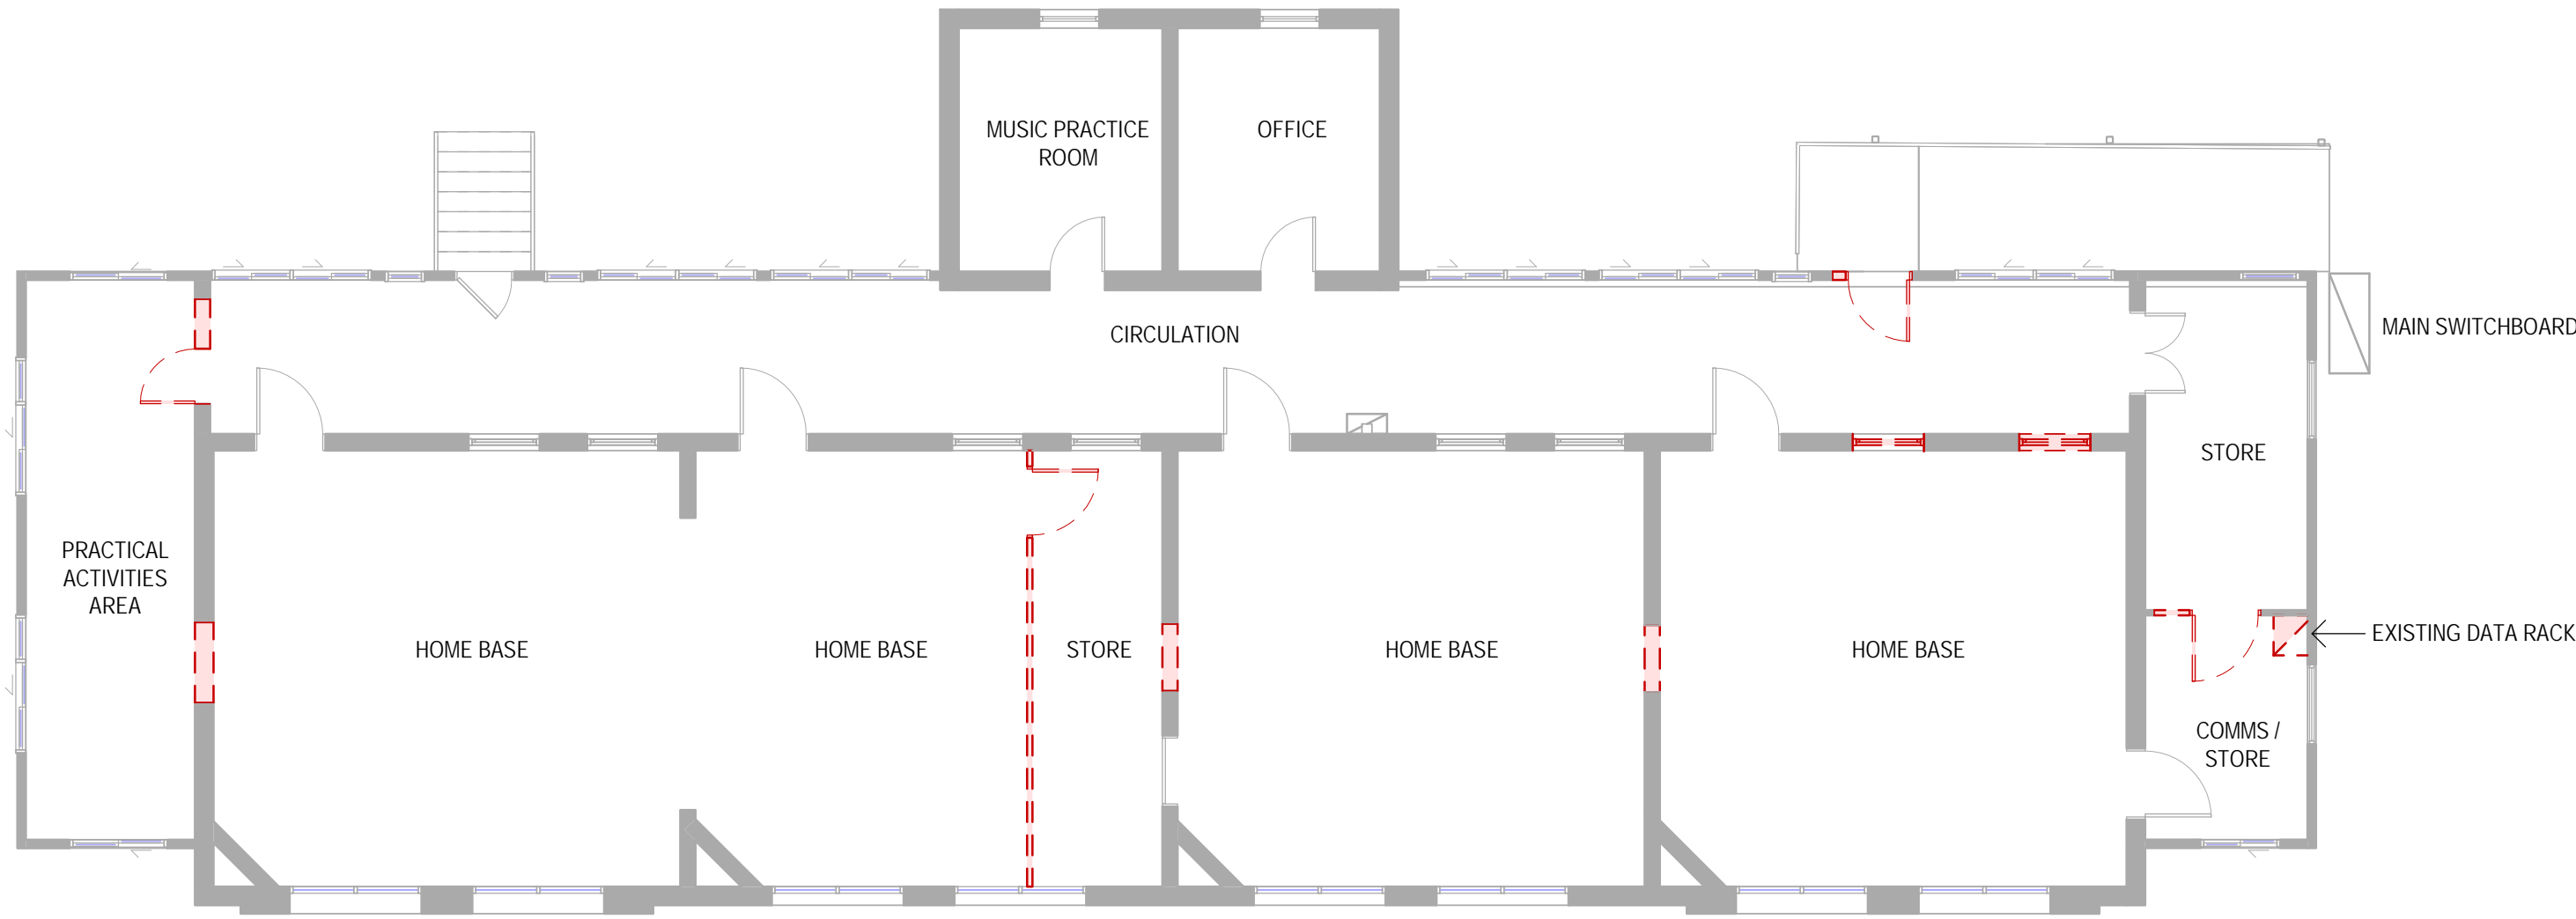 MUSIC PRACTICE
ROOM
OFFICE
CIRCULATION
MAIN SWITCHBOARD
STORE
PRACTICAL
ACTIVITIES
AREA
HOME BASE
HOME BASE
STORE
HOME BASE
HOME BASE
EXISTING DATA RACK
COMMS /
STORE